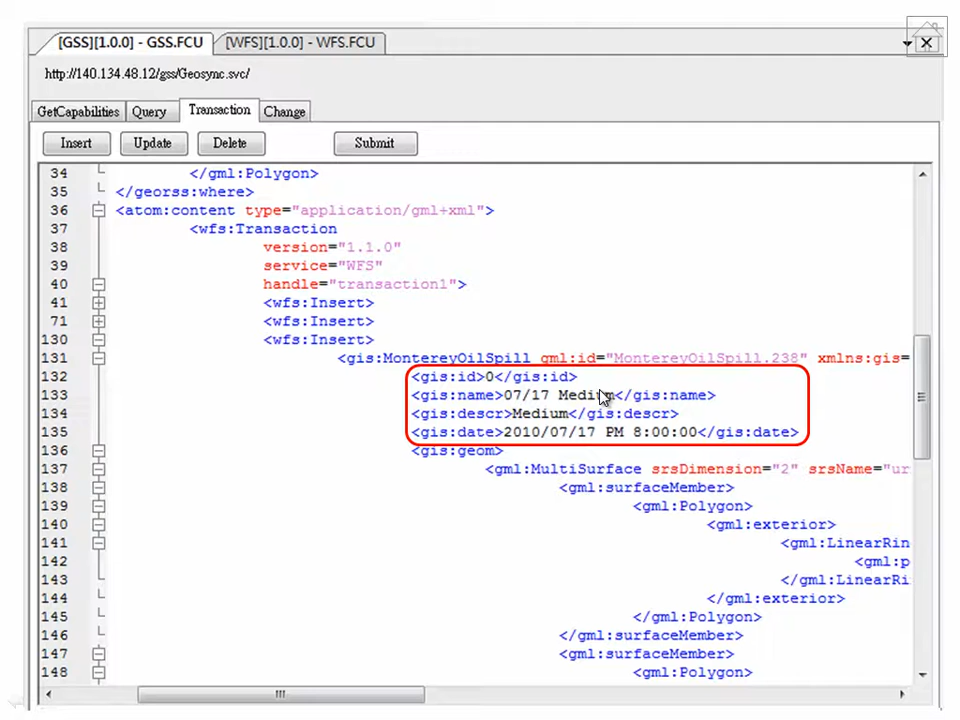 [GSS][1.0.0] - GSS.FCU [WFS][1.0.0] - WFS.FCU
http://140.134.48.12/gss/Geosync.svc/
GetCapabilities Query Transaction Change
Insert Update Delete Submit
34 </gml:Polygon>
35 </georss:where>
36 <atom:content type="application/gml+xml">
37 <wfs:Transaction
38 version="1.1.0"
39 service="WFS"
40 handle="transaction1">
41 <wfs:Insert>
71 <wfs:Insert>
130 <wfs:Insert>
131 <gis:MontereyOilSpill gml:id="MontereyOilSpill.238" xmlns:gis=
132 <gis:id>0</gis:id>
133 <gis:name>07/17 Medium</gis:name>
134 <gis:descr>Medium</gis:descr>
135 <gis:date>2010/07/17 PM 8:00:00</gis:date>
136 <gis:geom>
137 <gml:MultiSurface srsDimension="2" srsName="ur
138 <gml:surfaceMember>
139 <gml:Polygon>
140 <gml:exterior>
141 <gml:LinearRin
142 <gml:p
143 </gml:LinearRi
144 </gml:exterior>
145 </gml:Polygon>
146 </gml:surfaceMember>
147 <gml:surfaceMember>
148 <gml:Polygon>